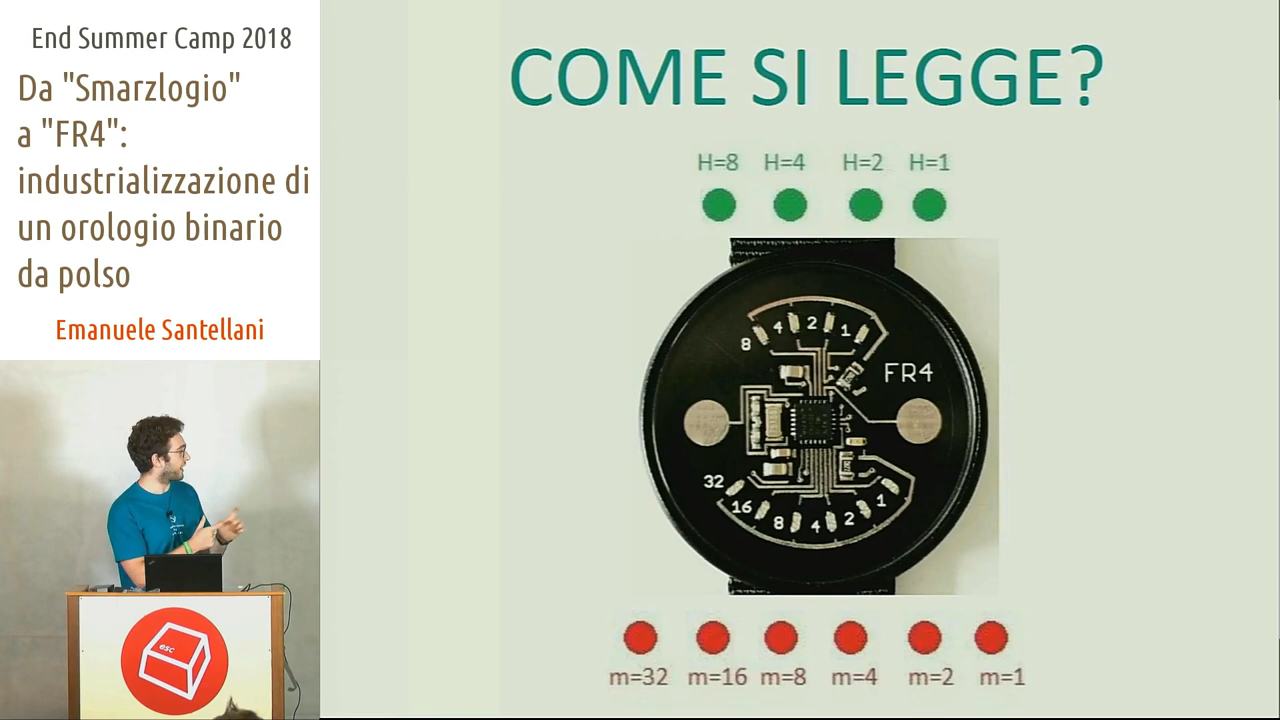 End Summer Camp 2018
Da "Smarzlogio"
a "FR4":
industrializzazione di
un orologio binario
da polso
Emanuele Santellani
esc
COME SI LEGGE?
H=8 H=4 H=2 H=1
8 4 2 1
FR4
32 16 8 4 2 1
m=32 m=16 m=8 m=4 m=2 m=1